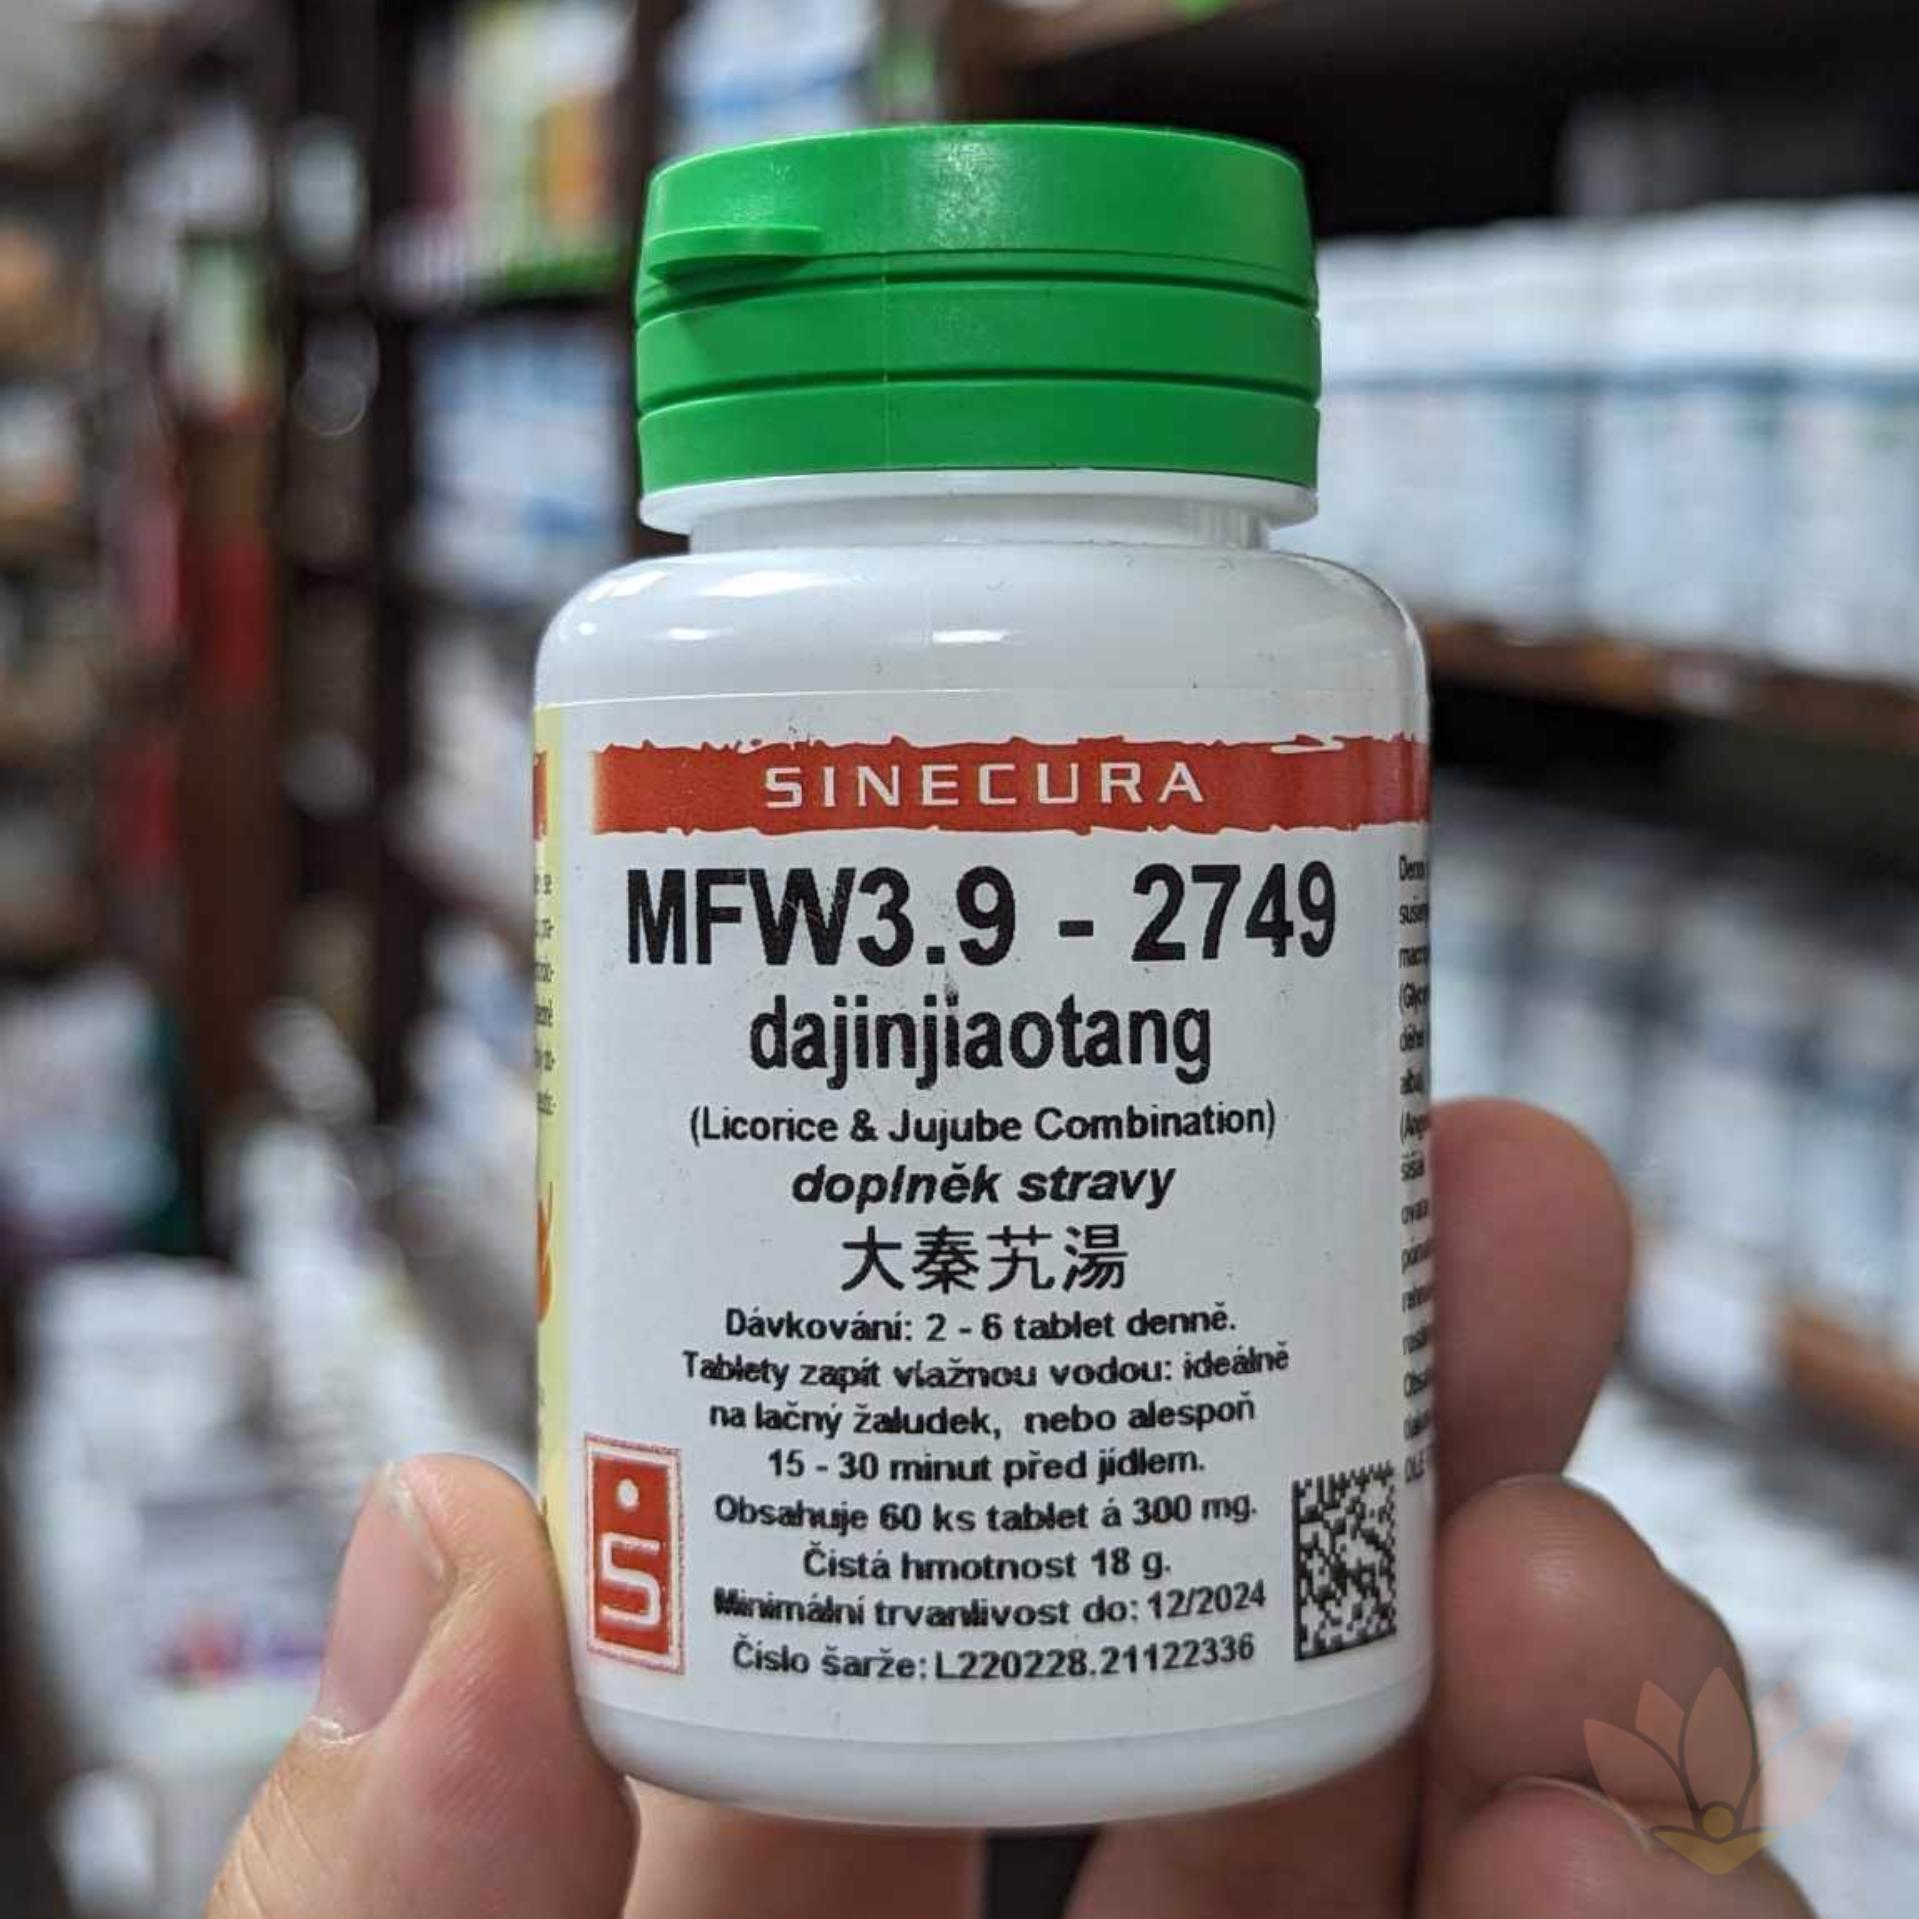 SINECURA
MFW3.9 - 2749
dajinjiaotang
(Licorice & Jujube Combination)
doplněk stravy
大秦艽湯
Dávkování: 2 - 6 tablet denně.
Tablety zapít vlažnou vodou: ideálně
na lačný žaludek, nebo alespoň
15 - 30 minut před jídlem.
Obsahuje 60 ks tablet á 300 mg.
Čistá hmotnost 18 g.
Minimální trvanlivost do: 12/2024
Číslo šarže: L220228.21122336
S